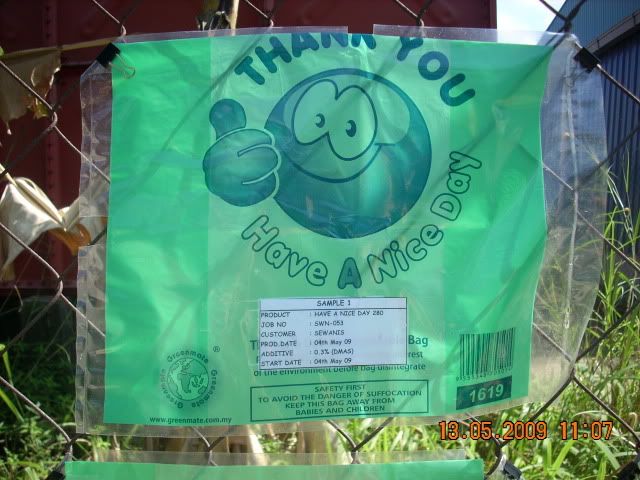 THANK YOU
Have A Nice Day
SAMPLE 1
PRODUCT : HAVE A NICE DAY 280
JOB NO : SWN-053
CUSTOMER : SEWANIS
PROD.DATE : 04th May 09
ADDITIVE : 0.3% (DMAS)
START DATE : 04th May 09
Bag
of the environment before bag disintegrate
SAFETY FIRST
TO AVOID THE DANGER OF SUFFOCATION
KEEP THIS BAG AWAY FROM
BABIES AND CHILDREN
Greenmate Greenmate Greenmate ®
www.greenmate.com.my
1619
13.05.2009 11:07